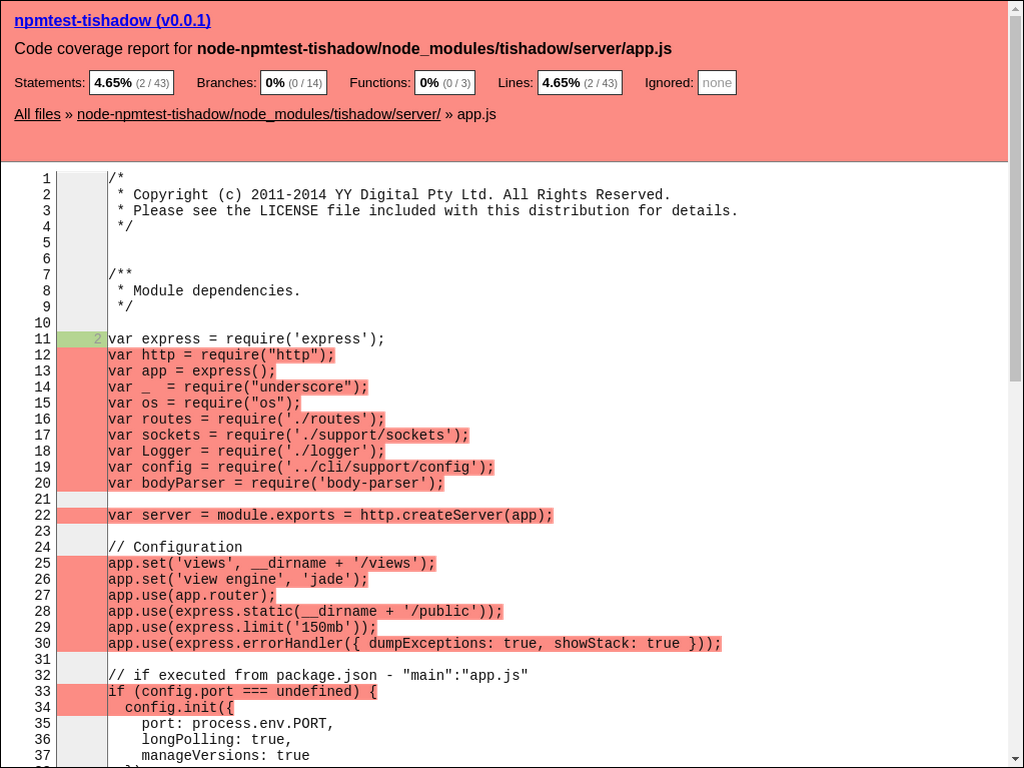 npmtest-tishadow (v0.0.1)
Code coverage report for node-npmtest-tishadow/node_modules/tishadow/server/app.js
Statements: 4.65% (2 / 43) Branches: 0% (0 / 14) Functions: 0% (0 / 3) Lines: 4.65% (2 / 43) Ignored: none
All files » node-npmtest-tishadow/node_modules/tishadow/server/ » app.js
1 /*
2  * Copyright (c) 2011-2014 YY Digital Pty Ltd. All Rights Reserved.
3  * Please see the LICENSE file included with this distribution for details.
4  */
5
6
7 /**
8  * Module dependencies.
9  */
10
11 2 var express = require('express');
12 var http = require("http");
13 var app = express();
14 var _  = require("underscore");
15 var os = require("os");
16 var routes = require('./routes');
17 var sockets = require('./support/sockets');
18 var Logger = require('./logger');
19 var config = require('../cli/support/config');
20 var bodyParser = require('body-parser');
21
22 var server = module.exports = http.createServer(app);
23
24 // Configuration
25 app.set('views', __dirname + '/views');
26 app.set('view engine', 'jade');
27 app.use(app.router);
28 app.use(express.static(__dirname + '/public'));
29 app.use(express.limit('150mb'));
30 app.use(express.errorHandler({ dumpExceptions: true, showStack: true }));
31
32 // if executed from package.json - "main":"app.js"
33 if (config.port === undefined) {
34   config.init({
35     port: process.env.PORT,
36     longPolling: true,
37     manageVersions: true